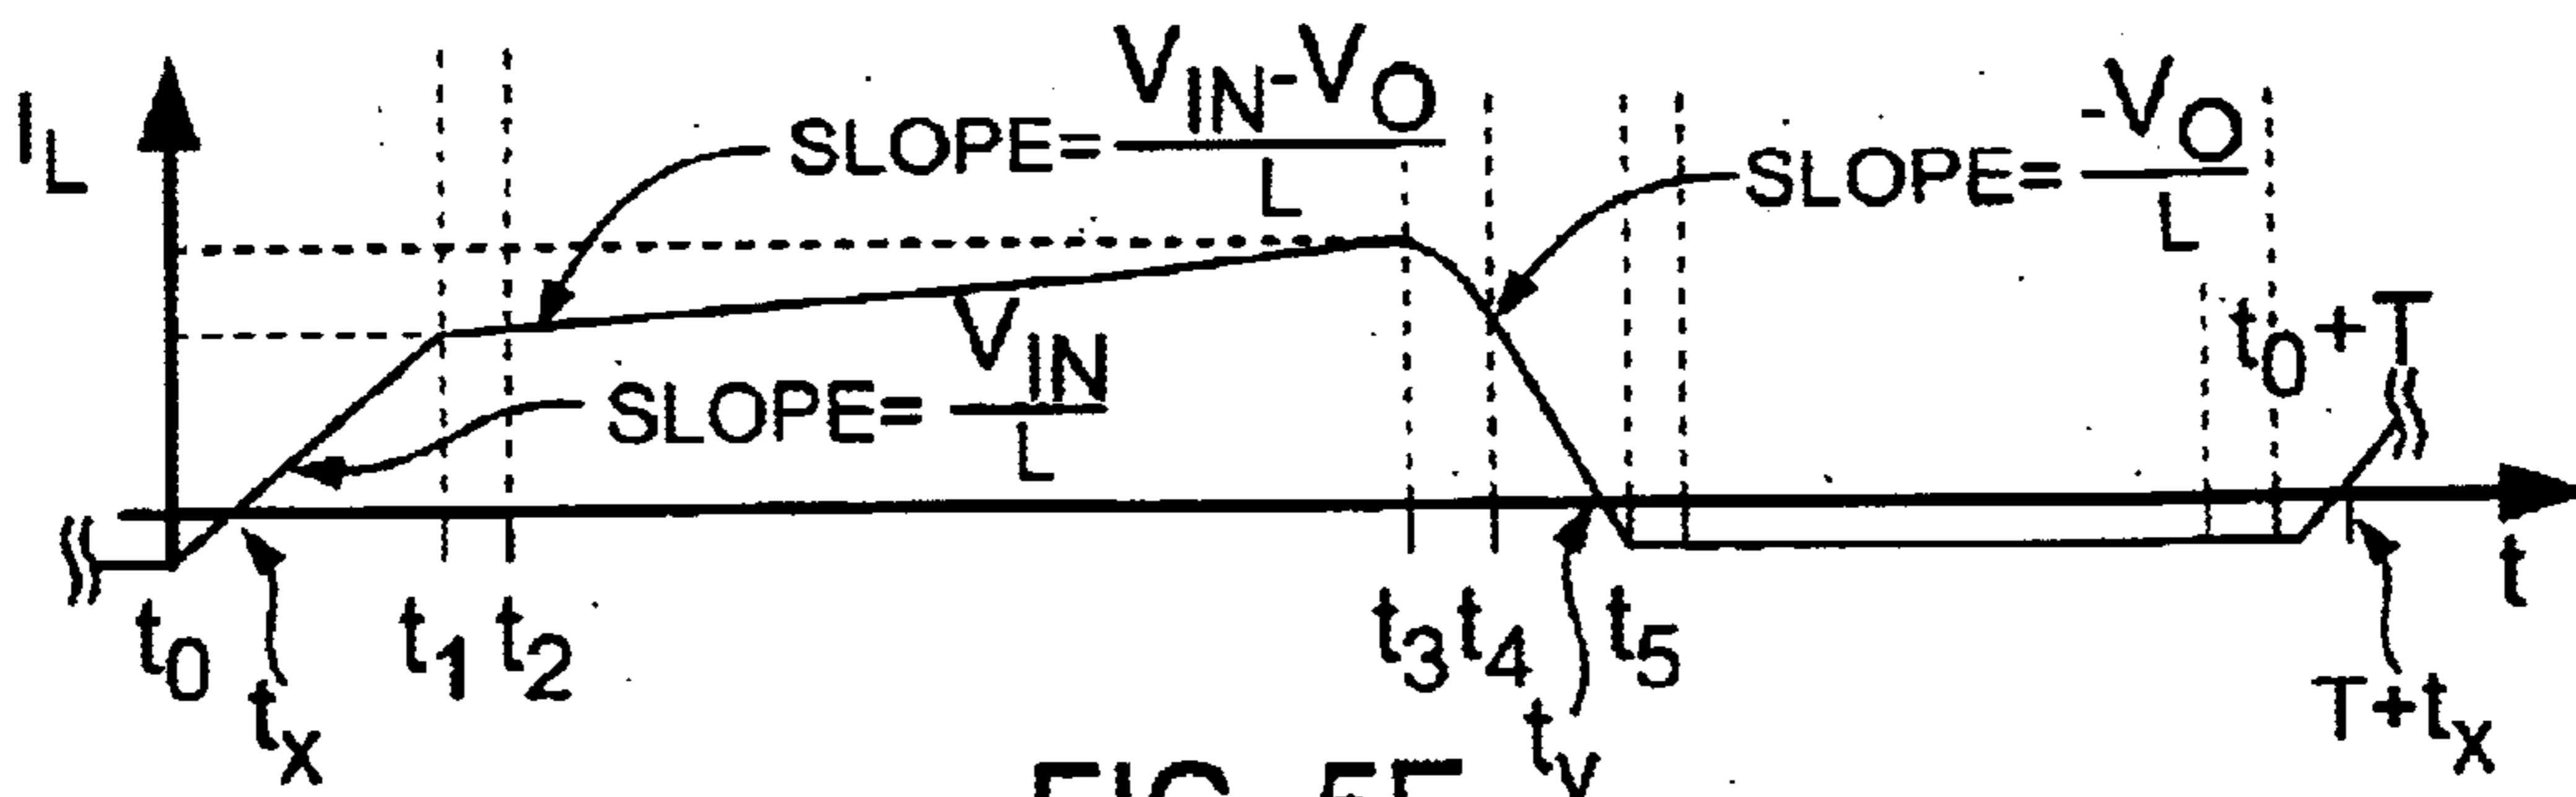 I_L
SLOPE= V_IN-V_O / L
SLOPE= -V_O / L
SLOPE= V_IN / L
t_0+T
t_0
t_x
t_1
t_2
t_3
t_4
t_y
t_5
T+t_x
t